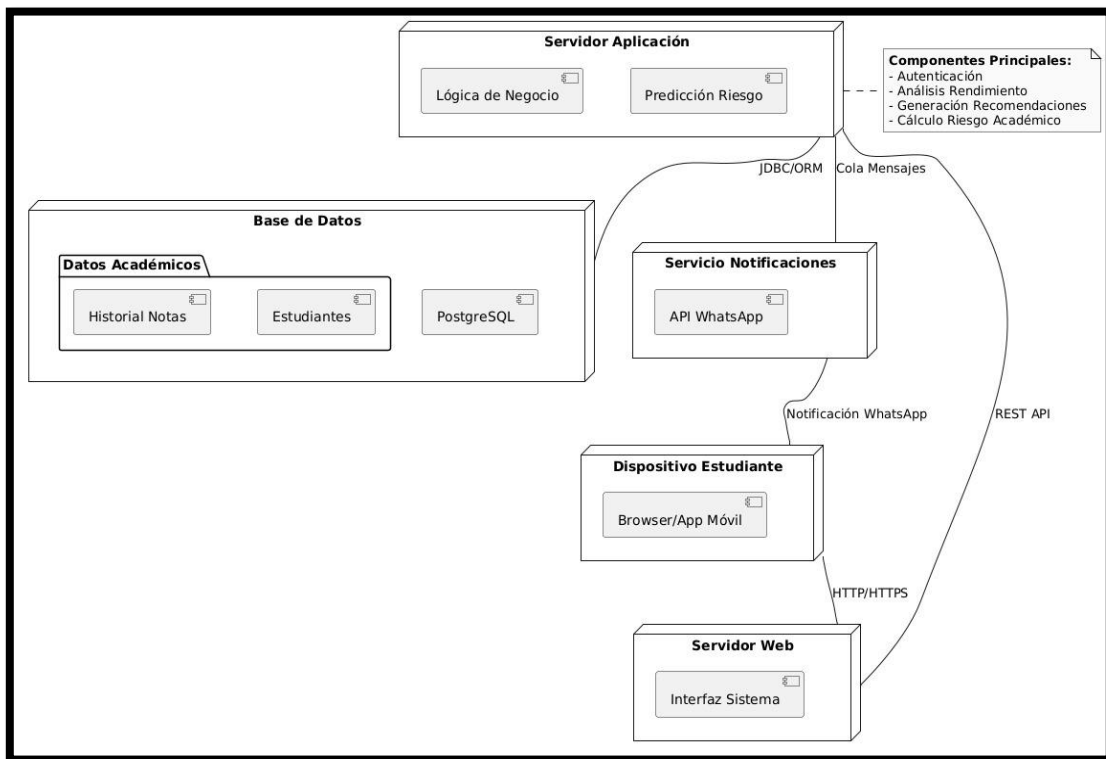 Servidor Aplicación
Lógica de Negocio
Predicción Riesgo
Componentes Principales:
- Autenticación
- Análisis Rendimiento
- Generación Recomendaciones
- Cálculo Riesgo Académico
JDBC/ORM
Cola Mensajes
Base de Datos
Datos Académicos
Historial Notas
Estudiantes
PostgreSQL
Servicio Notificaciones
API WhatsApp
Notificación WhatsApp
REST API
Dispositivo Estudiante
Browser/App Móvil
HTTP/HTTPS
Servidor Web
Interfaz Sistema